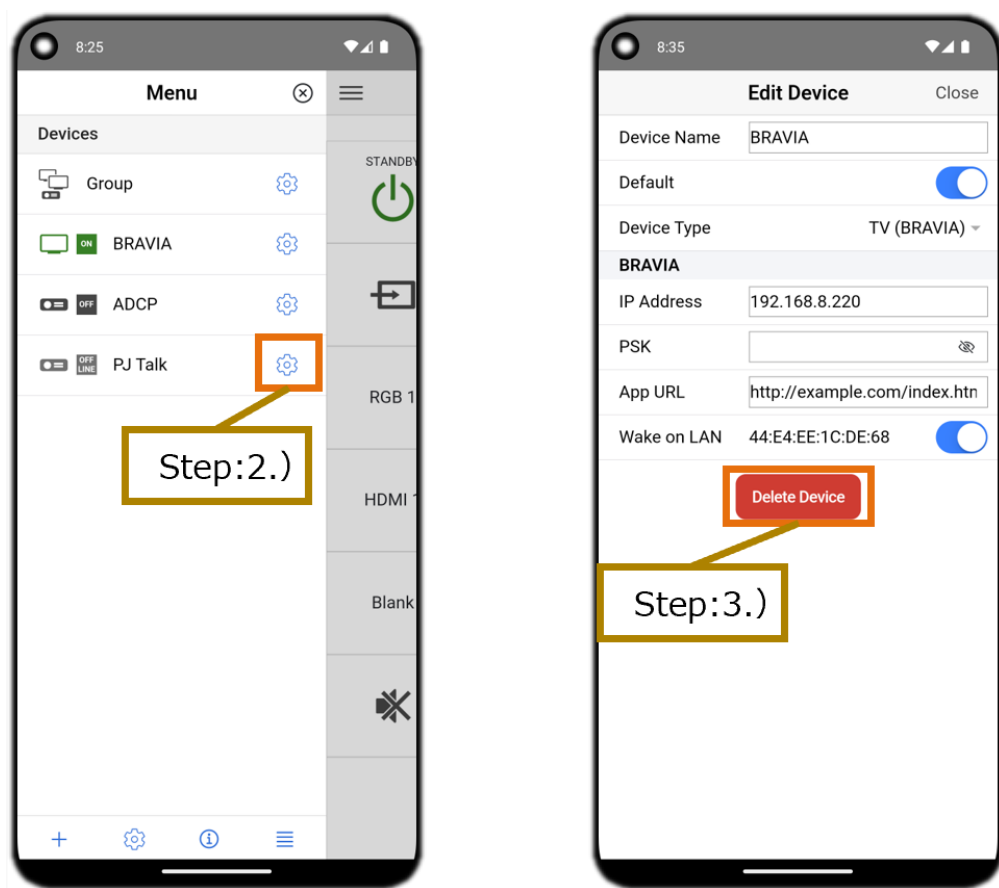 8:25
Menu
Devices
Group
ON
BRAVIA
OFF
ADCP
OFF
LINE
PJ Talk
Step:2.)
STANDBY
RGB 1
HDMI 1
Blank
8:35
Edit Device
Close
Device Name
BRAVIA
Default
Device Type
TV (BRAVIA)
BRAVIA
IP Address
192.168.8.220
PSK
App URL
http://example.com/index.htn
Wake on LAN
44:E4:EE:1C:DE:68
Delete Device
Step:3.)